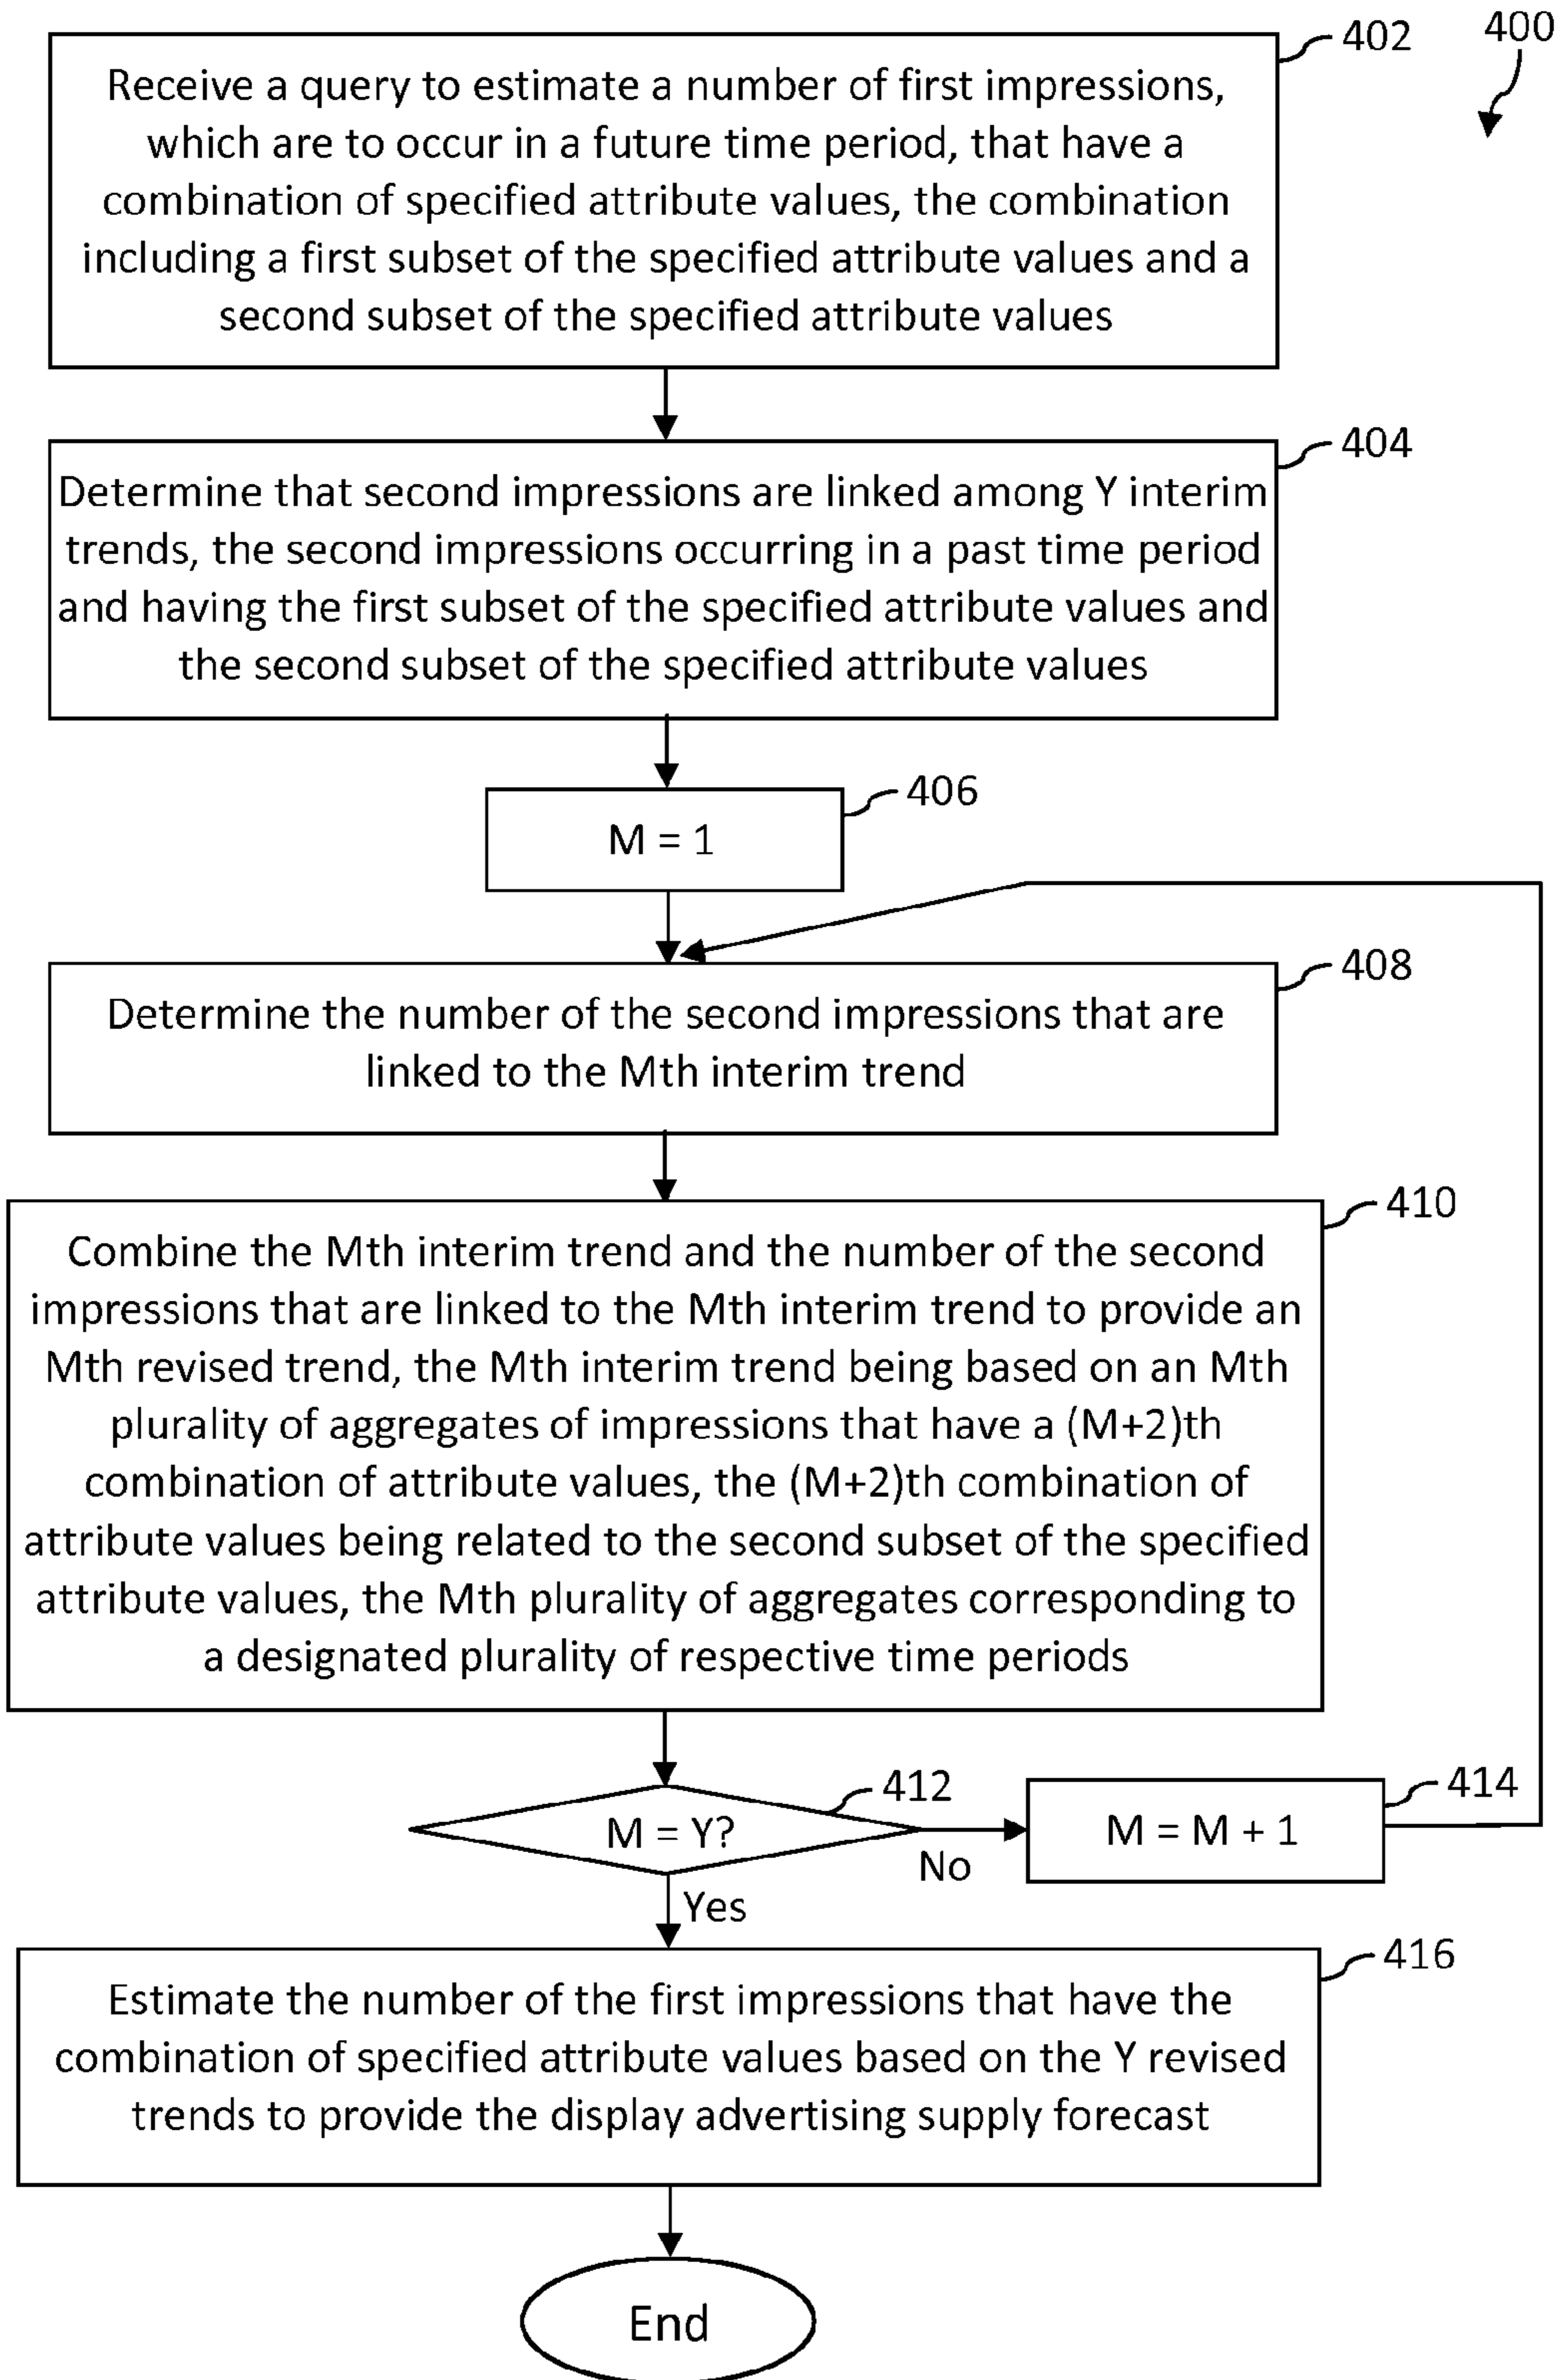 400
402
Receive a query to estimate a number of first impressions,
which are to occur in a future time period, that have a
combination of specified attribute values, the combination
including a first subset of the specified attribute values and a
second subset of the specified attribute values
404
Determine that second impressions are linked among Y interim
trends, the second impressions occurring in a past time period
and having the first subset of the specified attribute values and
the second subset of the specified attribute values
406
M = 1
408
Determine the number of the second impressions that are
linked to the Mth interim trend
410
Combine the Mth interim trend and the number of the second
impressions that are linked to the Mth interim trend to provide an
Mth revised trend, the Mth interim trend being based on an Mth
plurality of aggregates of impressions that have a (M+2)th
combination of attribute values, the (M+2)th combination of
attribute values being related to the second subset of the specified
attribute values, the Mth plurality of aggregates corresponding to
a designated plurality of respective time periods
412
M = Y?
No
414
M = M + 1
Yes
416
Estimate the number of the first impressions that have the
combination of specified attribute values based on the Y revised
trends to provide the display advertising supply forecast
End